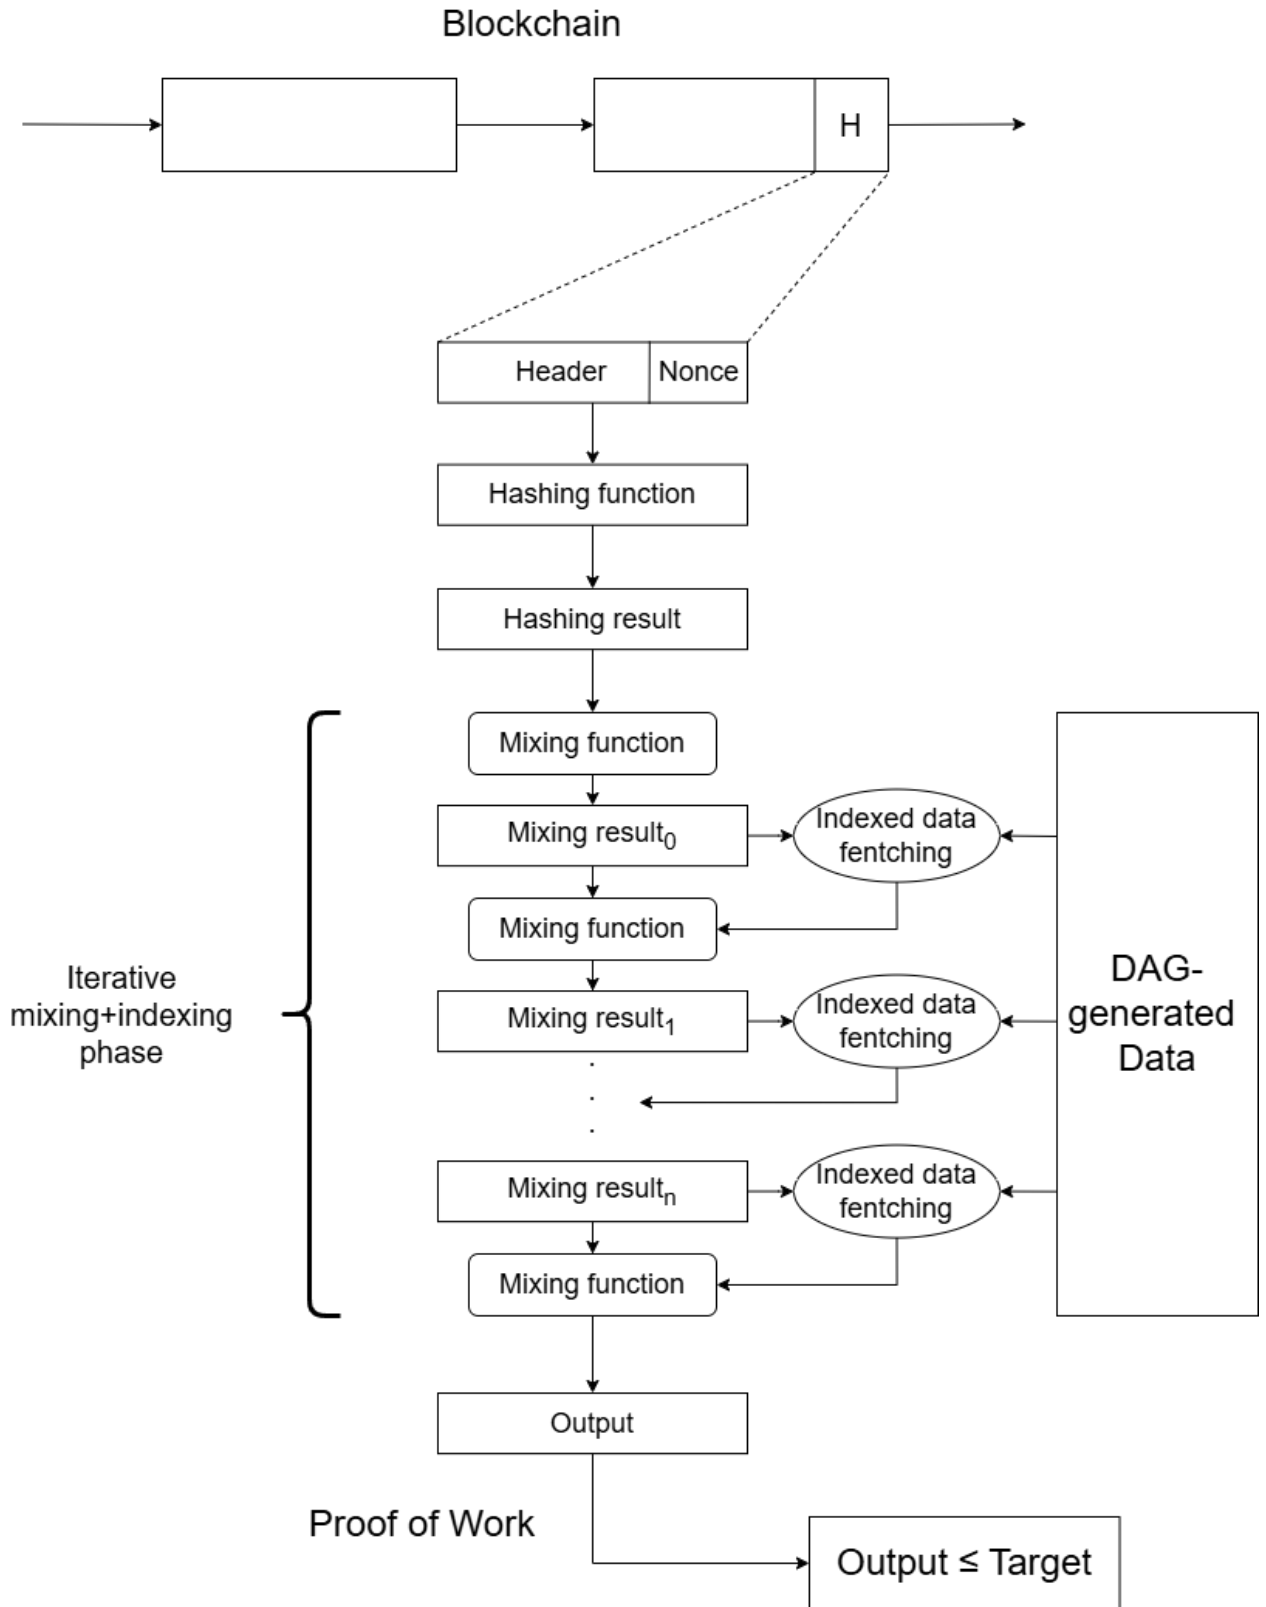 Blockchain
H
Header
Nonce
Hashing function
Hashing result
Mixing function
Mixing result0
Indexed data
fentching
Mixing function
Mixing result1
Indexed data
fentching
Iterative
mixing+indexing
phase
DAG-
generated
Data
.
.
.
Mixing resultn
Indexed data
fentching
Mixing function
Output
Proof of Work
Output ≤ Target